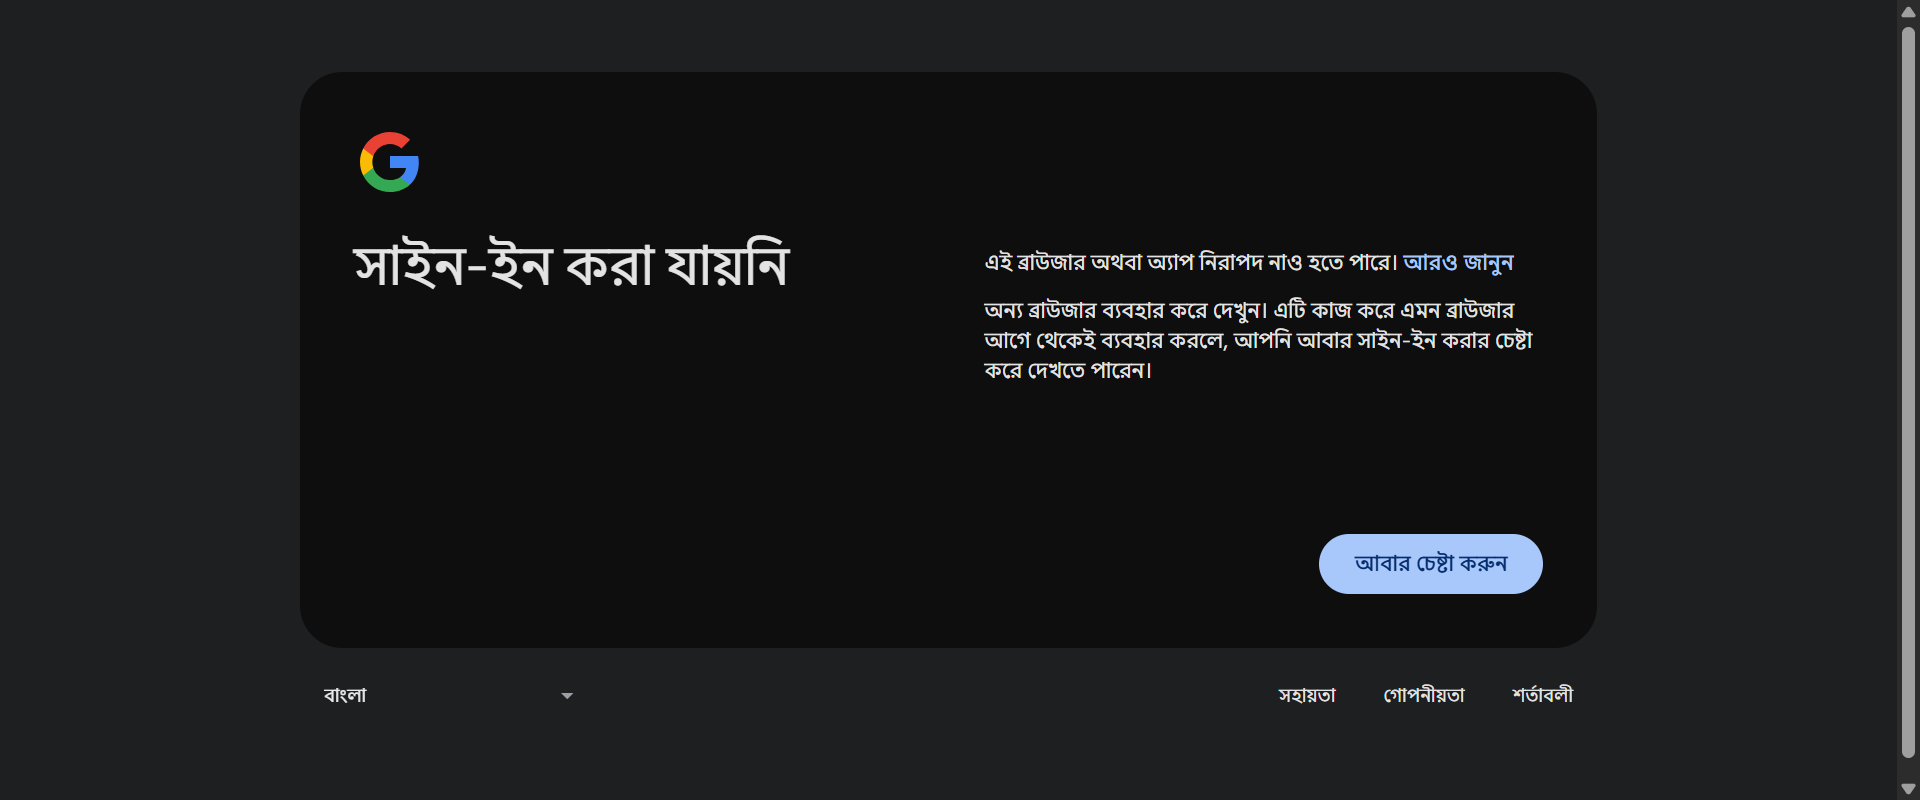 সাইন-ইন করা যায়নি
এই ব্রাউজার অথবা অ্যাপ নিরাপদ নাও হতে পারে। আরও জানুন
অন্য ব্রাউজার ব্যবহার করে দেখুন। এটি কাজ করে এমন ব্রাউজার
আগে থেকেই ব্যবহার করলে, আপনি আবার সাইন-ইন করার চেষ্টা
করে দেখতে পারেন।
আবার চেষ্টা করুন
বাংলা
সহায়তা
গোপনীয়তা
শর্তাবলী